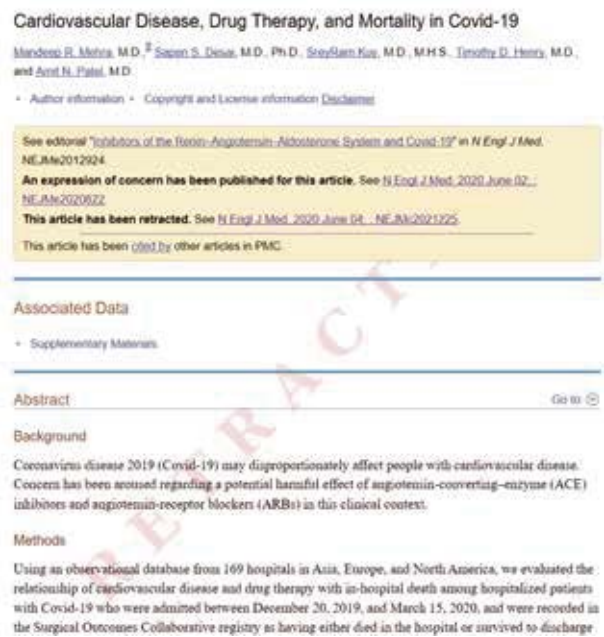 Cardiovascular Disease, Drug Therapy, and Mortality in Covid-19
Mandeep R. Mehra, M.D., Sapan S. Desai, M.D., Ph.D., SreyRam Kuy, M.D., M.H.S., Timothy D. Henry, M.D.,
and Amit N. Patel, M.D.
• Author information • Copyright and License information Disclaimer
See editorial "Inhibitors of the Renin–Angiotensin–Aldosterone System and Covid-19" in N Engl J Med,
NEJMe2012924.
An expression of concern has been published for this article. See N Engl J Med. 2020 June 02; :
NEJMe2020822.
This article has been retracted. See N Engl J Med. 2020 June 04; : NEJMc2021225.
This article has been cited by other articles in PMC.
Associated Data
• Supplementary Materials
Abstract
Go to:
Background
Coronavirus disease 2019 (Covid-19) may disproportionately affect people with cardiovascular disease.
Concern has been aroused regarding a potential harmful effect of angiotensin-converting–enzyme (ACE)
inhibitors and angiotensin-receptor blockers (ARBs) in this clinical context.
Methods
Using an observational database from 169 hospitals in Asia, Europe, and North America, we evaluated the
relationship of cardiovascular disease and drug therapy with in-hospital death among hospitalized patients
with Covid-19 who were admitted between December 20, 2019, and March 15, 2020, and were recorded in
the Surgical Outcomes Collaborative registry as having either died in the hospital or survived to discharge
RETRACT